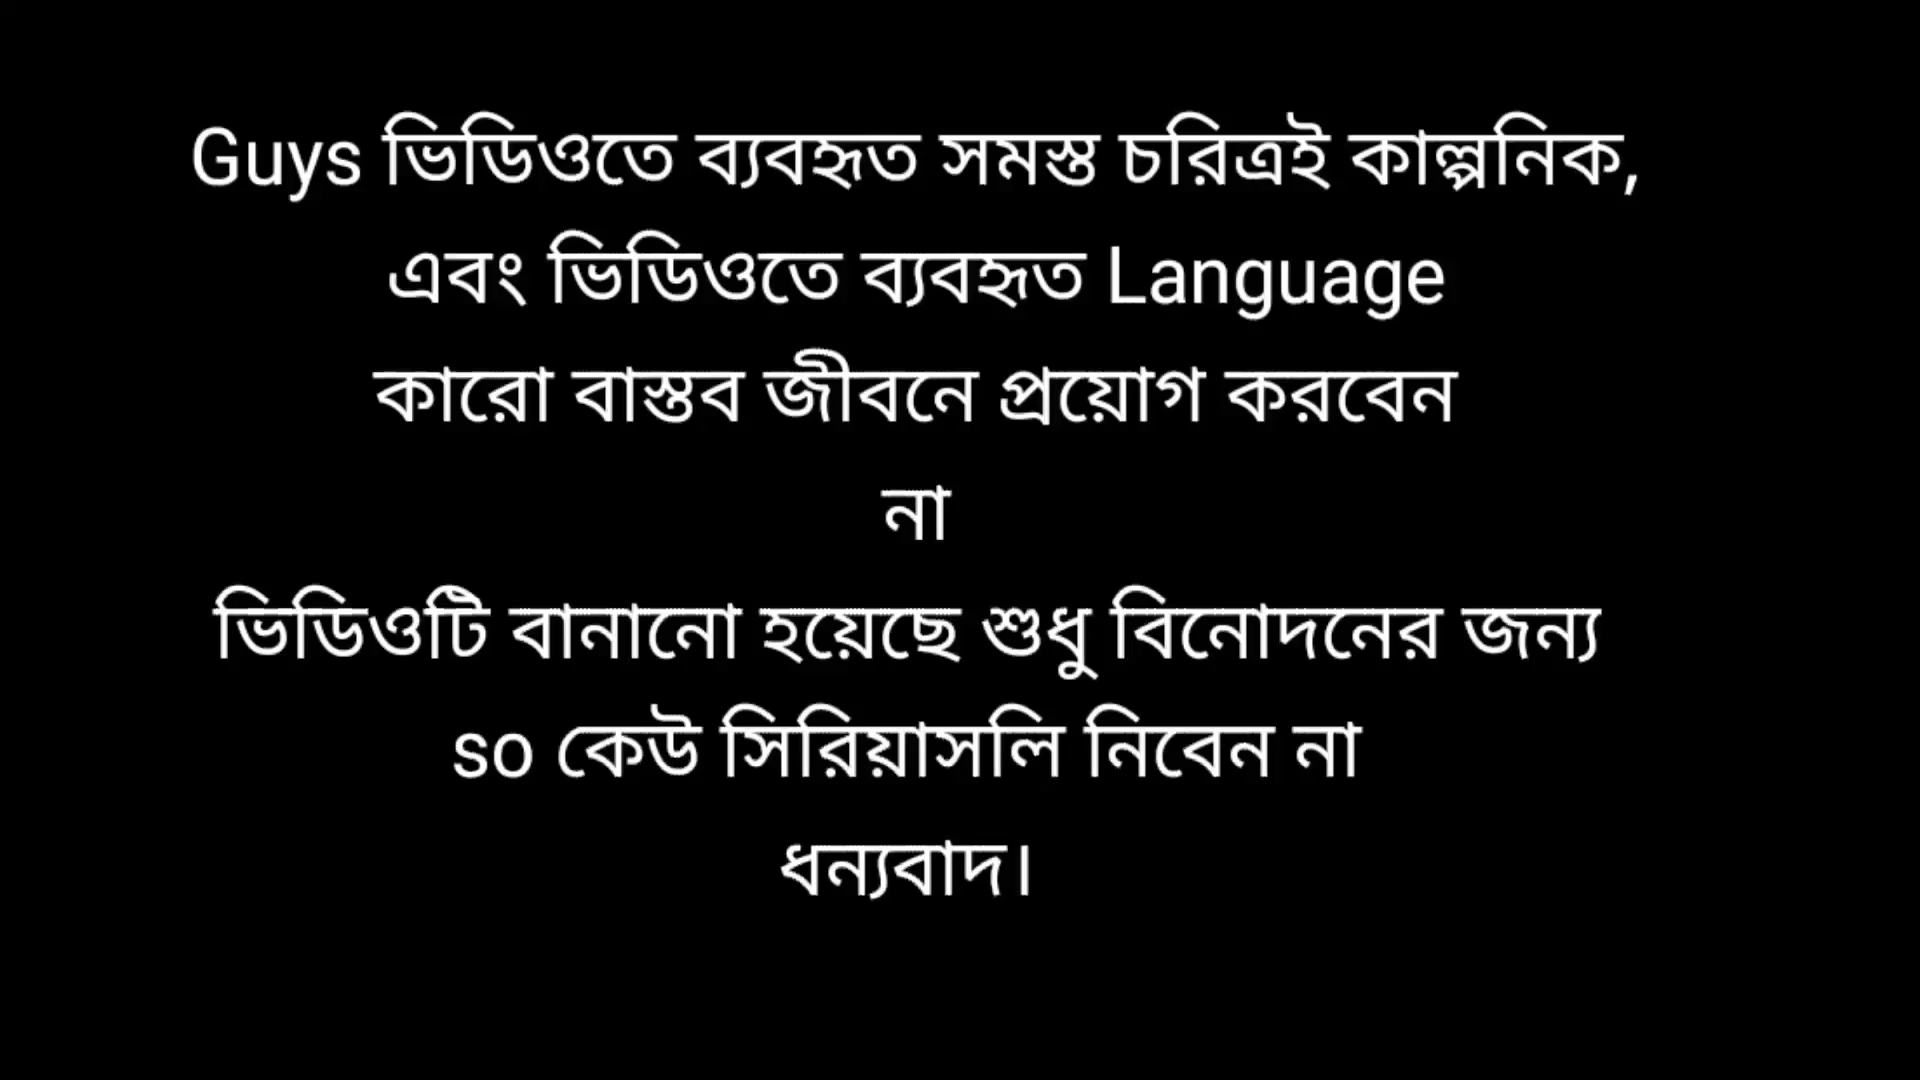 Guys ভিডিওতে ব্যবহৃত সমস্ত চরিত্রই কাল্পনিক,
এবং ভিডিওতে ব্যবহৃত Language
কারো বাস্তব জীবনে প্রয়োগ করবেন
না
ভিডিওটি বানানো হয়েছে শুধু বিনোদনের জন্য
so কেউ সিরিয়াসলি নিবেন না
ধন্যবাদ।